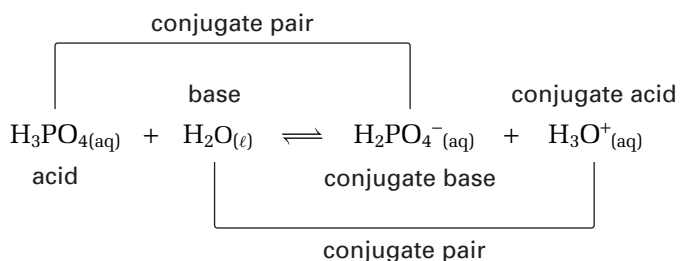 conjugate pair
base conjugate acid
H₃PO₄₍aq₎ + H₂O₍ℓ₎ ⇌ H₂PO₄⁻₍aq₎ + H₃O⁺₍aq₎
acid conjugate base
conjugate pair